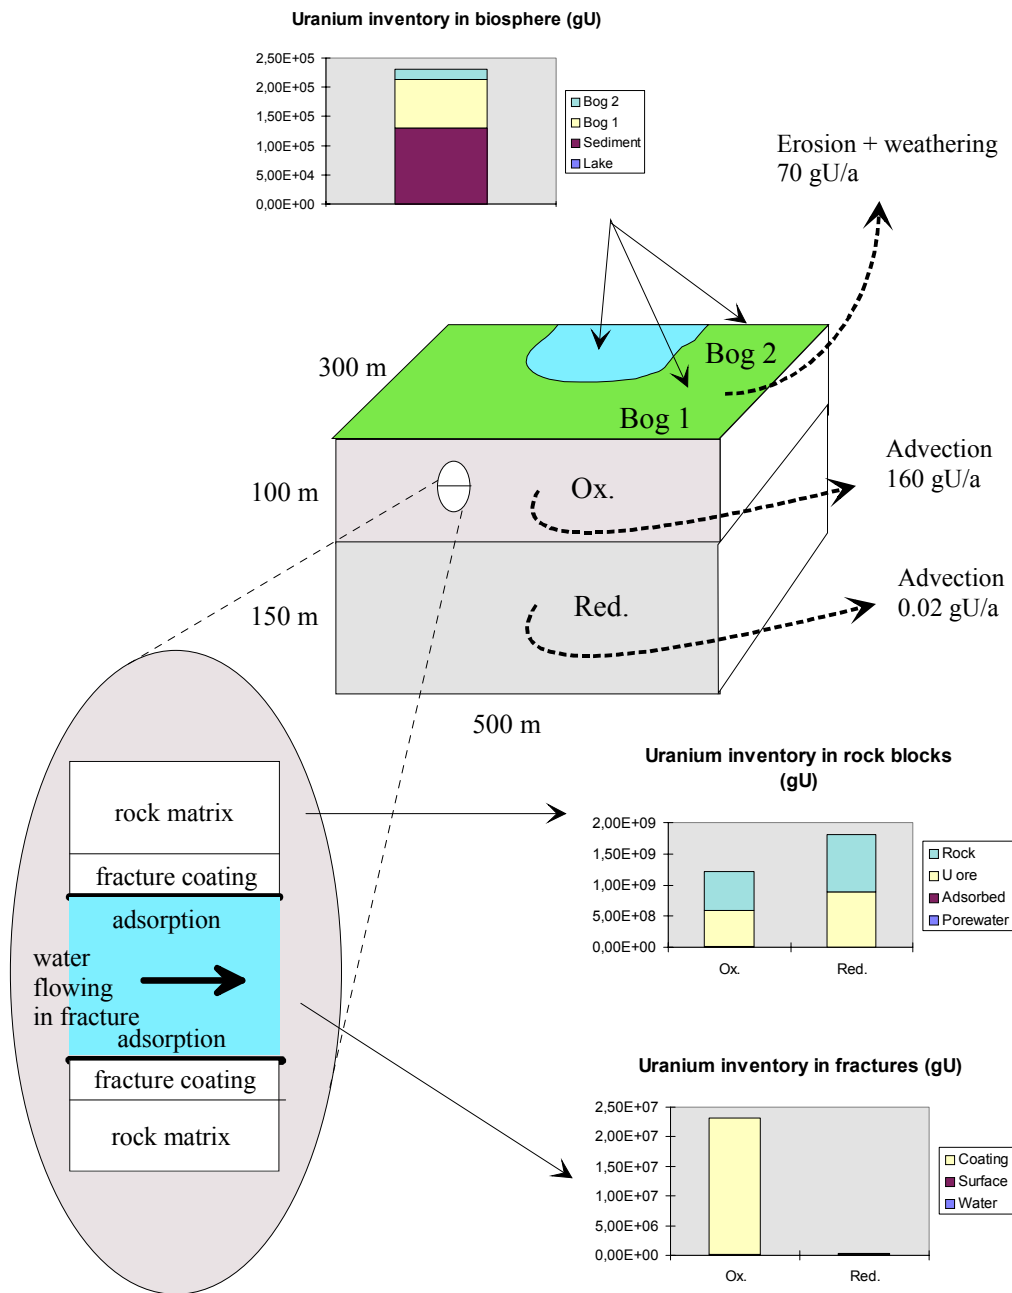 Uranium inventory in biosphere (gU)
2,50E+05
2,00E+05
1,50E+05
1,00E+05
5,00E+04
0,00E+00
Bog 2
Bog 1
Sediment
Lake
Erosion + weathering
70 gU/a
300 m
Bog 2
Bog 1
100 m
Ox.
Advection
160 gU/a
150 m
Red.
Advection
0.02 gU/a
500 m
rock matrix
fracture coating
adsorption
water
flowing
in fracture
adsorption
fracture coating
rock matrix
Uranium inventory in rock blocks
(gU)
2,00E+09
1,50E+09
1,00E+09
5,00E+08
0,00E+00
Ox.
Red.
Rock
U ore
Adsorbed
Porewater
Uranium inventory in fractures (gU)
2,50E+07
2,00E+07
1,50E+07
1,00E+07
5,00E+06
0,00E+00
Ox.
Red.
Coating
Surface
Water